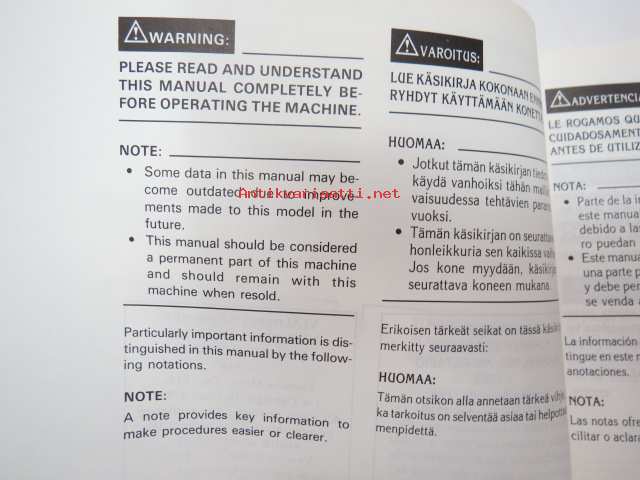 WARNING:
PLEASE READ AND UNDERSTAND
THIS MANUAL COMPLETELY BE-
FORE OPERATING THE MACHINE.
NOTE:
• Some data in this manual may be-
come outdated due to improve
ments made to this model in the
future.
• This manual should be considered
a permanent part of this machine
and should remain with this
machine when resold.
Particularly important information is dis-
tinguished in this manual by the follow-
ing notations.
NOTE:
A note provides key information to
make procedures easier or clearer.
VAROITUS:
LUE KÄSIKIRJA KOKONAAN
RYHDYT KÄYTTÄMÄÄN
HUOMAA:
• Jotkut tämän käsikirjan
käydä vanhoiksi tähän
vaisuudessa tehtävien
vuoksi.
• Tämän käsikirjan on
honleikkuria sen kaikissa
Jos kone myydään,
seurattava koneen mukana.
Erikoisen tärkeät seikat on tässä
merkitty seuraavasti:
HUOMAA:
Tämän otsikon alla annetaan tärkeä
ka tarkoitus on selventää asiaa tai
menpidettä.
ADVERTENCIA
LE ROGAMOS
CUIDADOSAMENT
ANTES DE
NOTA:
• Parte de la
este manual
debido a
ro puedan
• Este
una parte
y debe
se venda
La información
tingue en este
anotaciones.
NOTA:
Las notas
cilitar o
Antikvariaatti.net